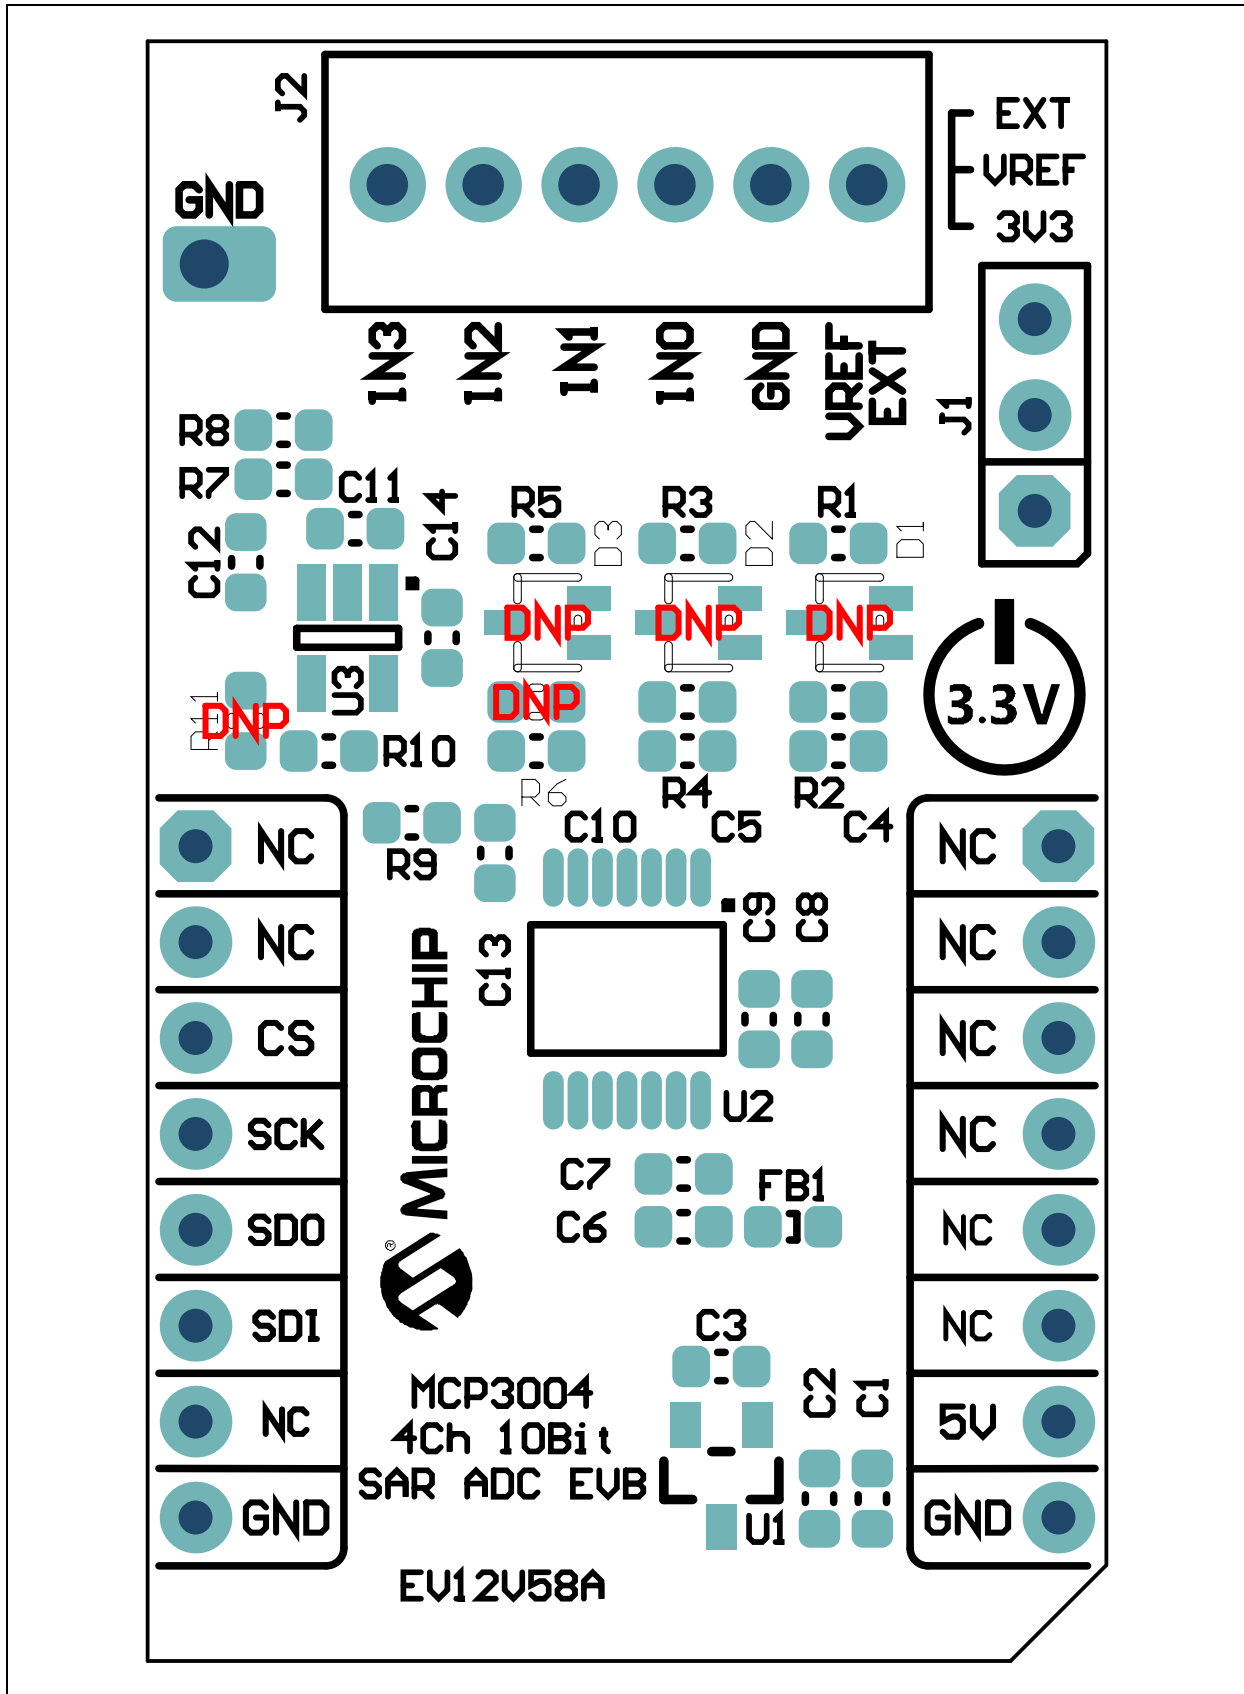 J2
EXT
VREF
3V3
GND
IN3
IN2
IN1
IN0
GND
VREF
EXT
J1
R8
R7
C11
C14
C12
R5
R3
R1
D3
D2
D1
DNP
DNP
DNP
U3
3.3V
R11
DNP
DNP
R10
R6
R4
R2
C10
C5
C4
R9
C13
C9
C8
NC
NC
CS
SCK
SDO
SDI
NC
GND
NC
NC
NC
NC
NC
NC
5V
GND
MICROCHIP
®
U2
C7
FB1
C6
C3
C2
C1
MCP3004
4Ch 10Bit
SAR ADC EVB
U1
EV12V58A